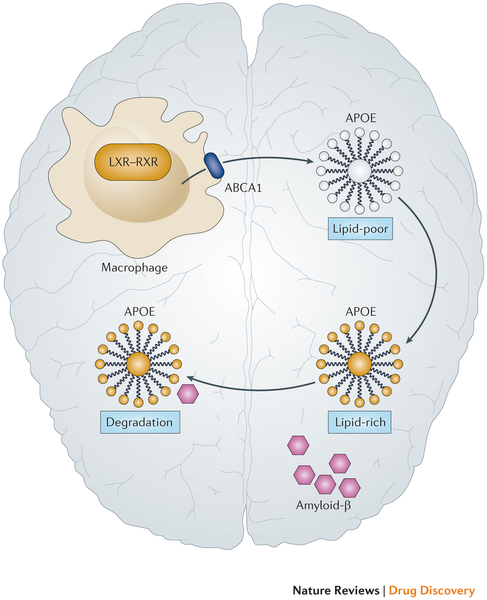 LXR–RXR
ABCA1
Macrophage
APOE
Lipid-poor
APOE
Degradation
APOE
Lipid-rich
Amyloid-β
Nature Reviews | Drug Discovery